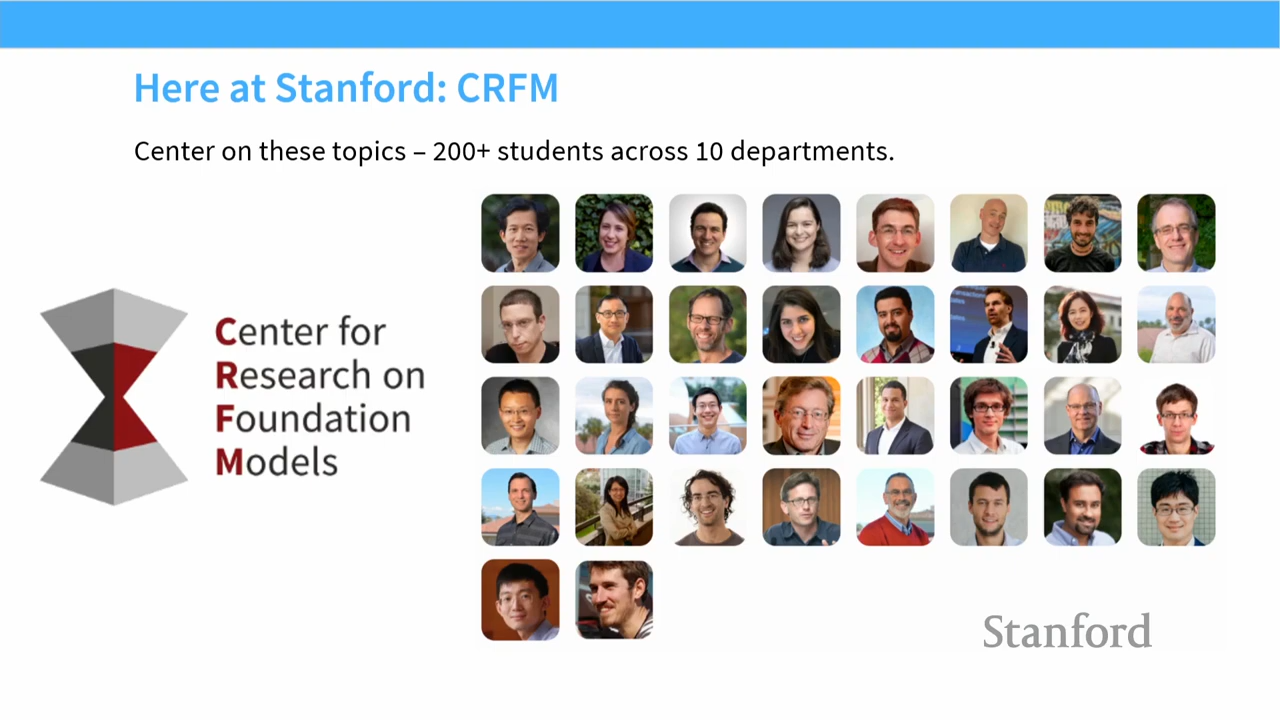 Here at Stanford: CRFM
Center on these topics – 200+ students across 10 departments.
Center for
Research on
Foundation
Models
Stanford